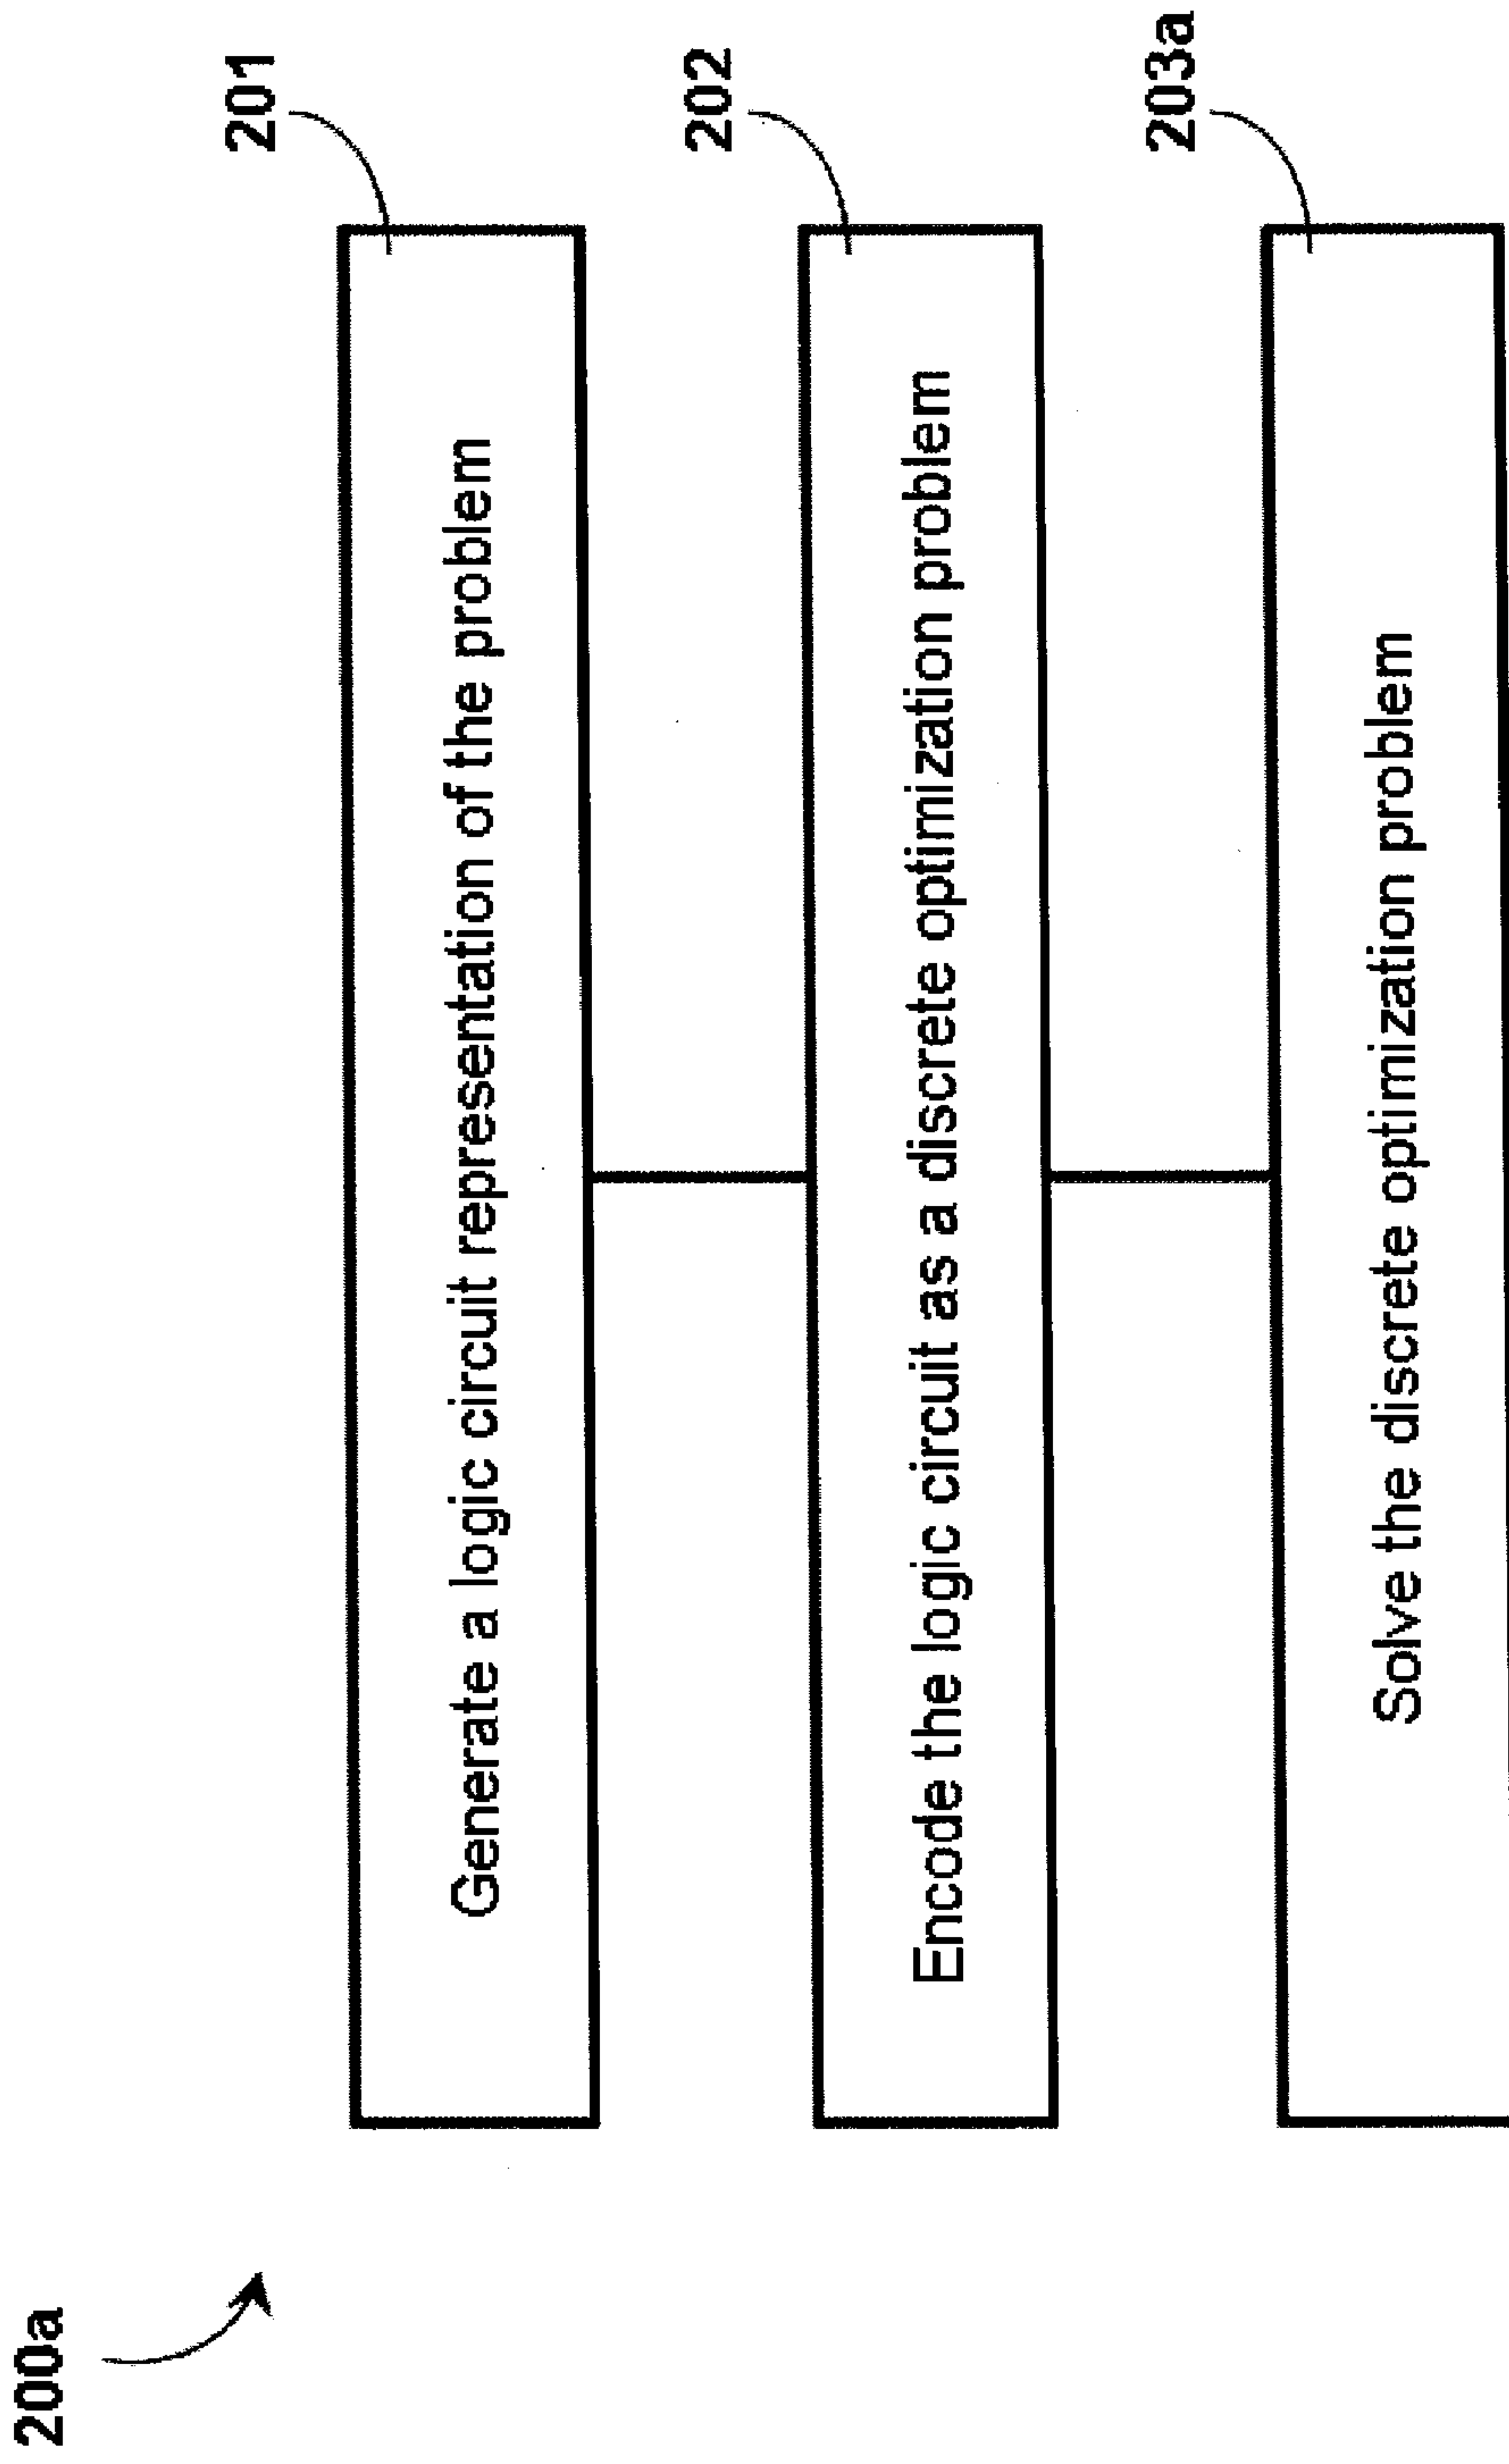 200a
201
Generate a logic circuit representation of the problem
202
Encode the logic circuit as a discrete optimization problem
203a
Solve the discrete optimization problem